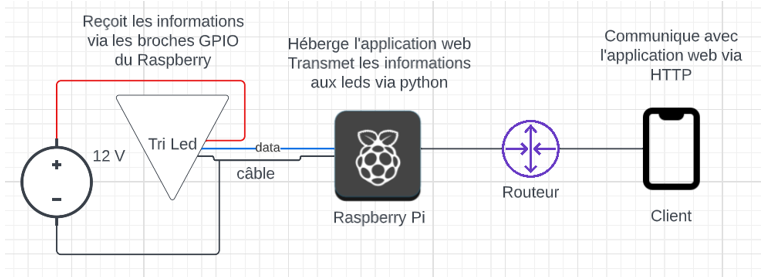 Reçoit les informations
via les broches GPIO
du Raspberry
Héberge l'application web
Transmet les informations
aux leds via python
Communique avec
l'application web via
HTTP
12 V
Tri Led
data
câble
Raspberry Pi
Routeur
Client